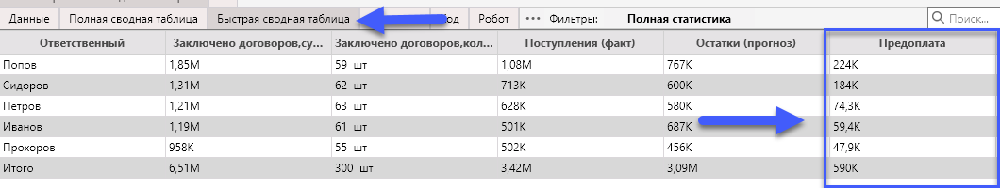 Данные Полная сводная таблица Быстрая сводная таблица од Робот ••• Фильтры: Полная статистика Поиск...
Ответственный Заключено договоров,су... Заключено договоров,кол... Поступления (факт) Остатки (прогноз) Предоплата
Попов 1,85M 59 шт 1,08M 767K 224K
Сидоров 1,31M 62 шт 713K 600K 184K
Петров 1,21M 63 шт 628K 580K 74,3K
Иванов 1,19M 61 шт 501K 687K 59,4K
Прохоров 958K 55 шт 502K 456K 47,9K
Итого 6,51M 300 шт 3,42M 3,09M 590K